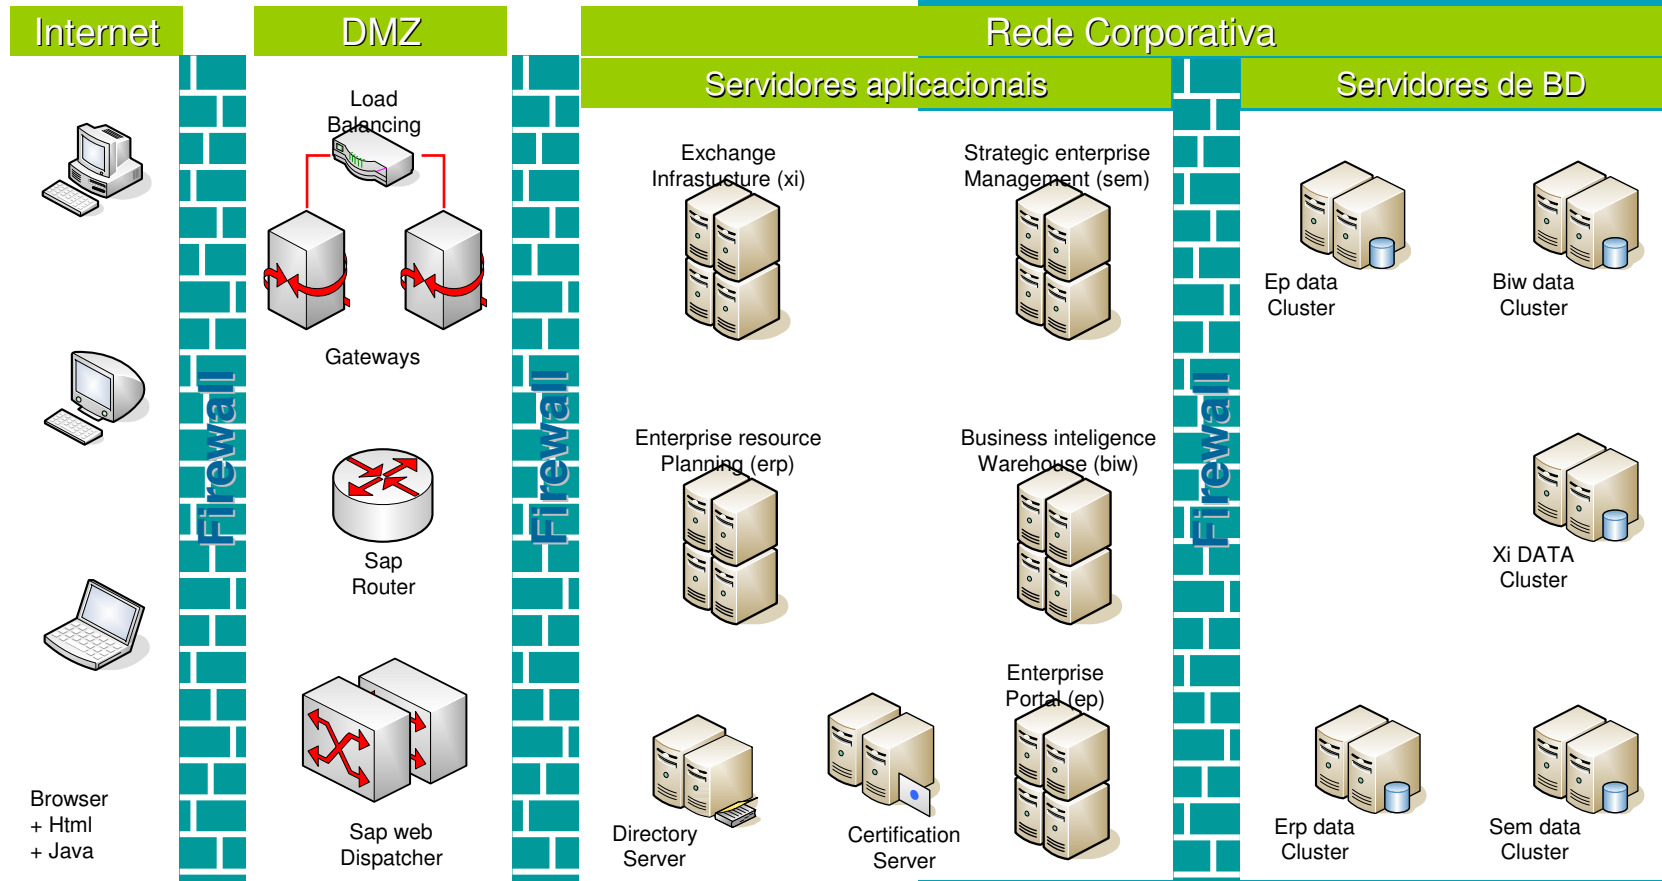 Internet
DMZ
Rede Corporativa
Servidores aplicacionais
Servidores de BD
Load
Balancing
Gateways
Sap
Router
Sap web
Dispatcher
Browser
+ Html
+ Java
Firewall
Firewall
Exchange
Infrastucture (xi)
Strategic enterprise
Management (sem)
Enterprise resource
Planning (erp)
Business inteligence
Warehouse (biw)
Enterprise
Portal (ep)
Directory
Server
Certification
Server
Firewall
Ep data
Cluster
Biw data
Cluster
Xi DATA
Cluster
Erp data
Cluster
Sem data
Cluster